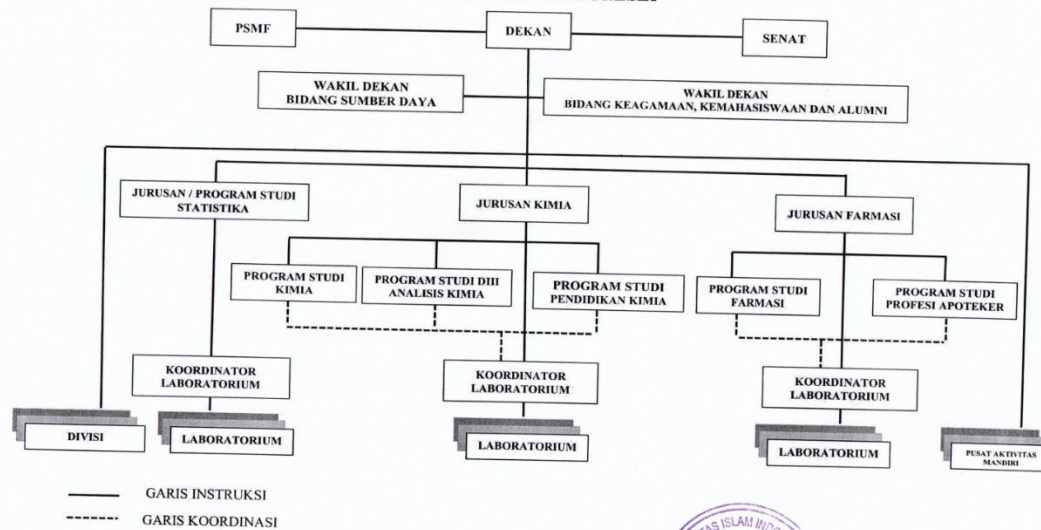 PSMF
DEKAN
SENAT
WAKIL DEKAN
BIDANG SUMBER DAYA
WAKIL DEKAN
BIDANG KEAGAMAAN, KEMAHASISWAAN DAN ALUMNI
JURUSAN / PROGRAM STUDI
STATISTIKA
JURUSAN KIMIA
JURUSAN FARMASI
PROGRAM STUDI
KIMIA
PROGRAM STUDI DIII
ANALISIS KIMIA
PROGRAM STUDI
PENDIDIKAN KIMIA
PROGRAM STUDI
FARMASI
PROGRAM STUDI
PROFESI APOTEKER
KOORDINATOR
LABORATORIUM
KOORDINATOR
LABORATORIUM
KOORDINATOR
LABORATORIUM
DIVISI
LABORATORIUM
LABORATORIUM
LABORATORIUM
PUSAT AKTIVITAS
MANDIRI
GARIS INSTRUKSI
GARIS KOORDINASI
ISLAM